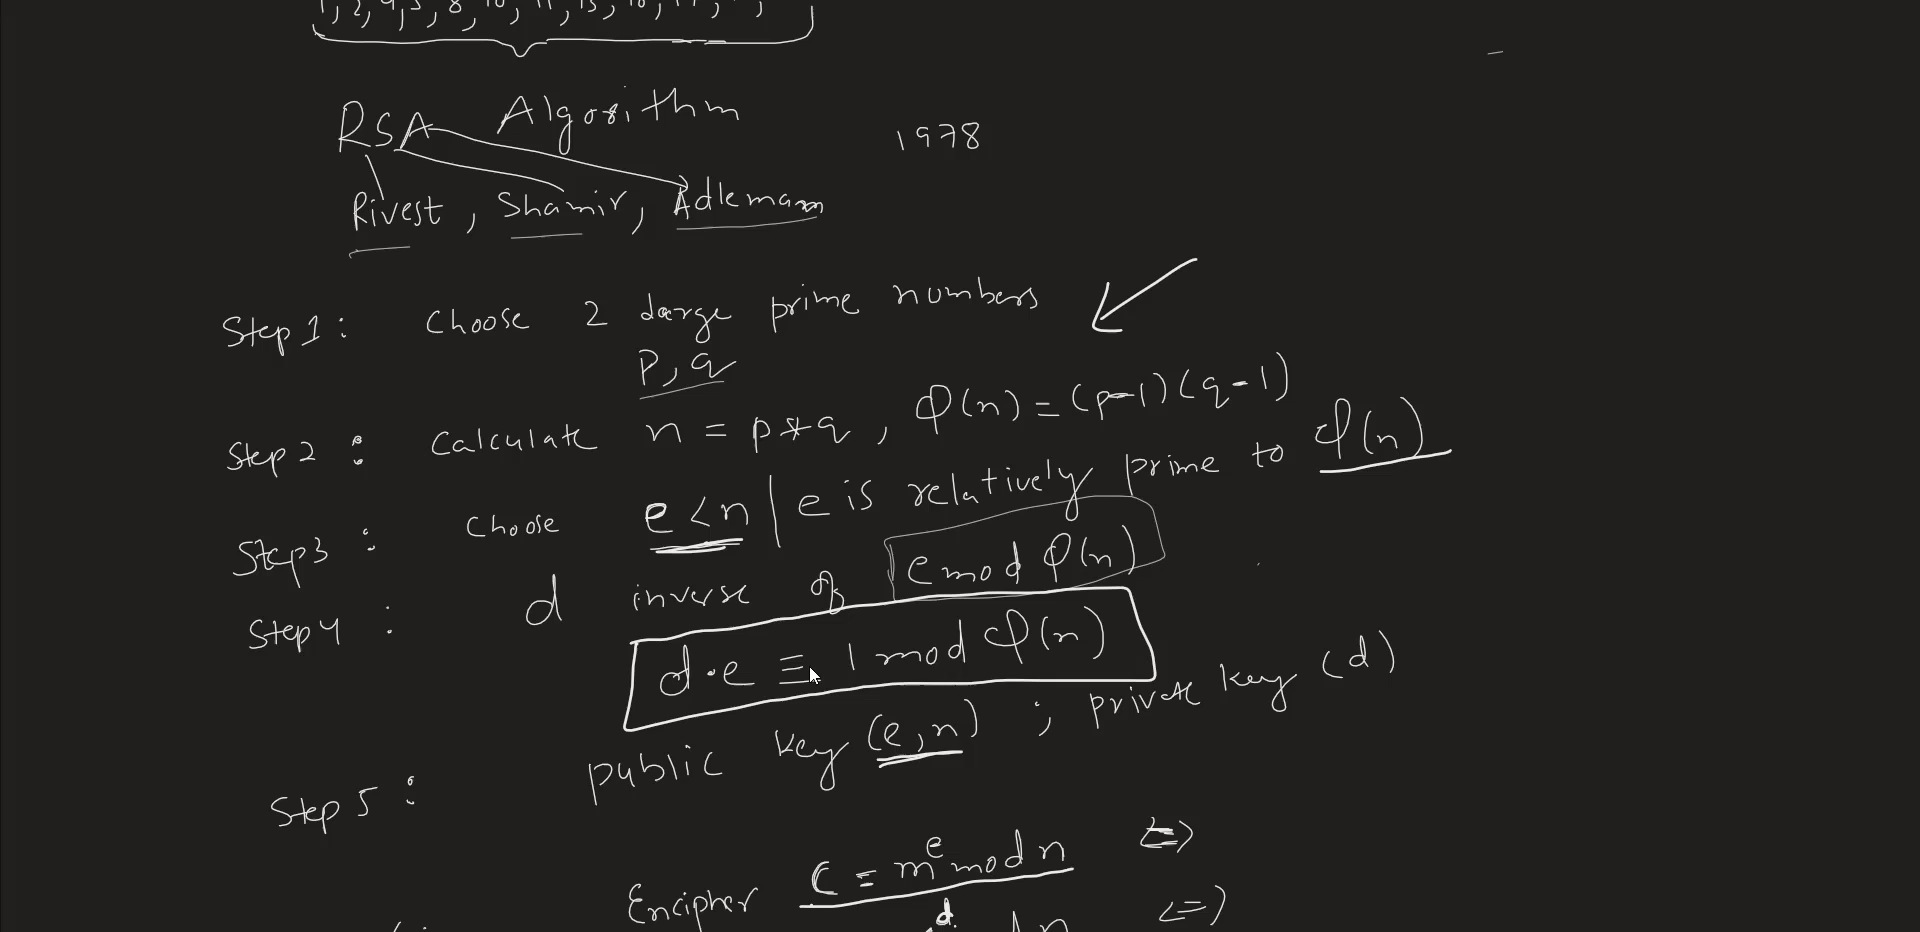 RSA Algorithm
1978
Rivest, Shamir, Adleman
Step 1: Choose 2 large prime numbers
P, q
Step 2: Calculate n = p*q, φ(n) = (p-1)(q-1)
Step 3: Choose e < n | e is relatively prime to φ(n)
Step 4: d inverse of e mod φ(n)
d·e ≡ 1 mod φ(n)
public key (e, n) ; private key (d)
Step 5:
Encipher C = m^e mod n <=>
<=>